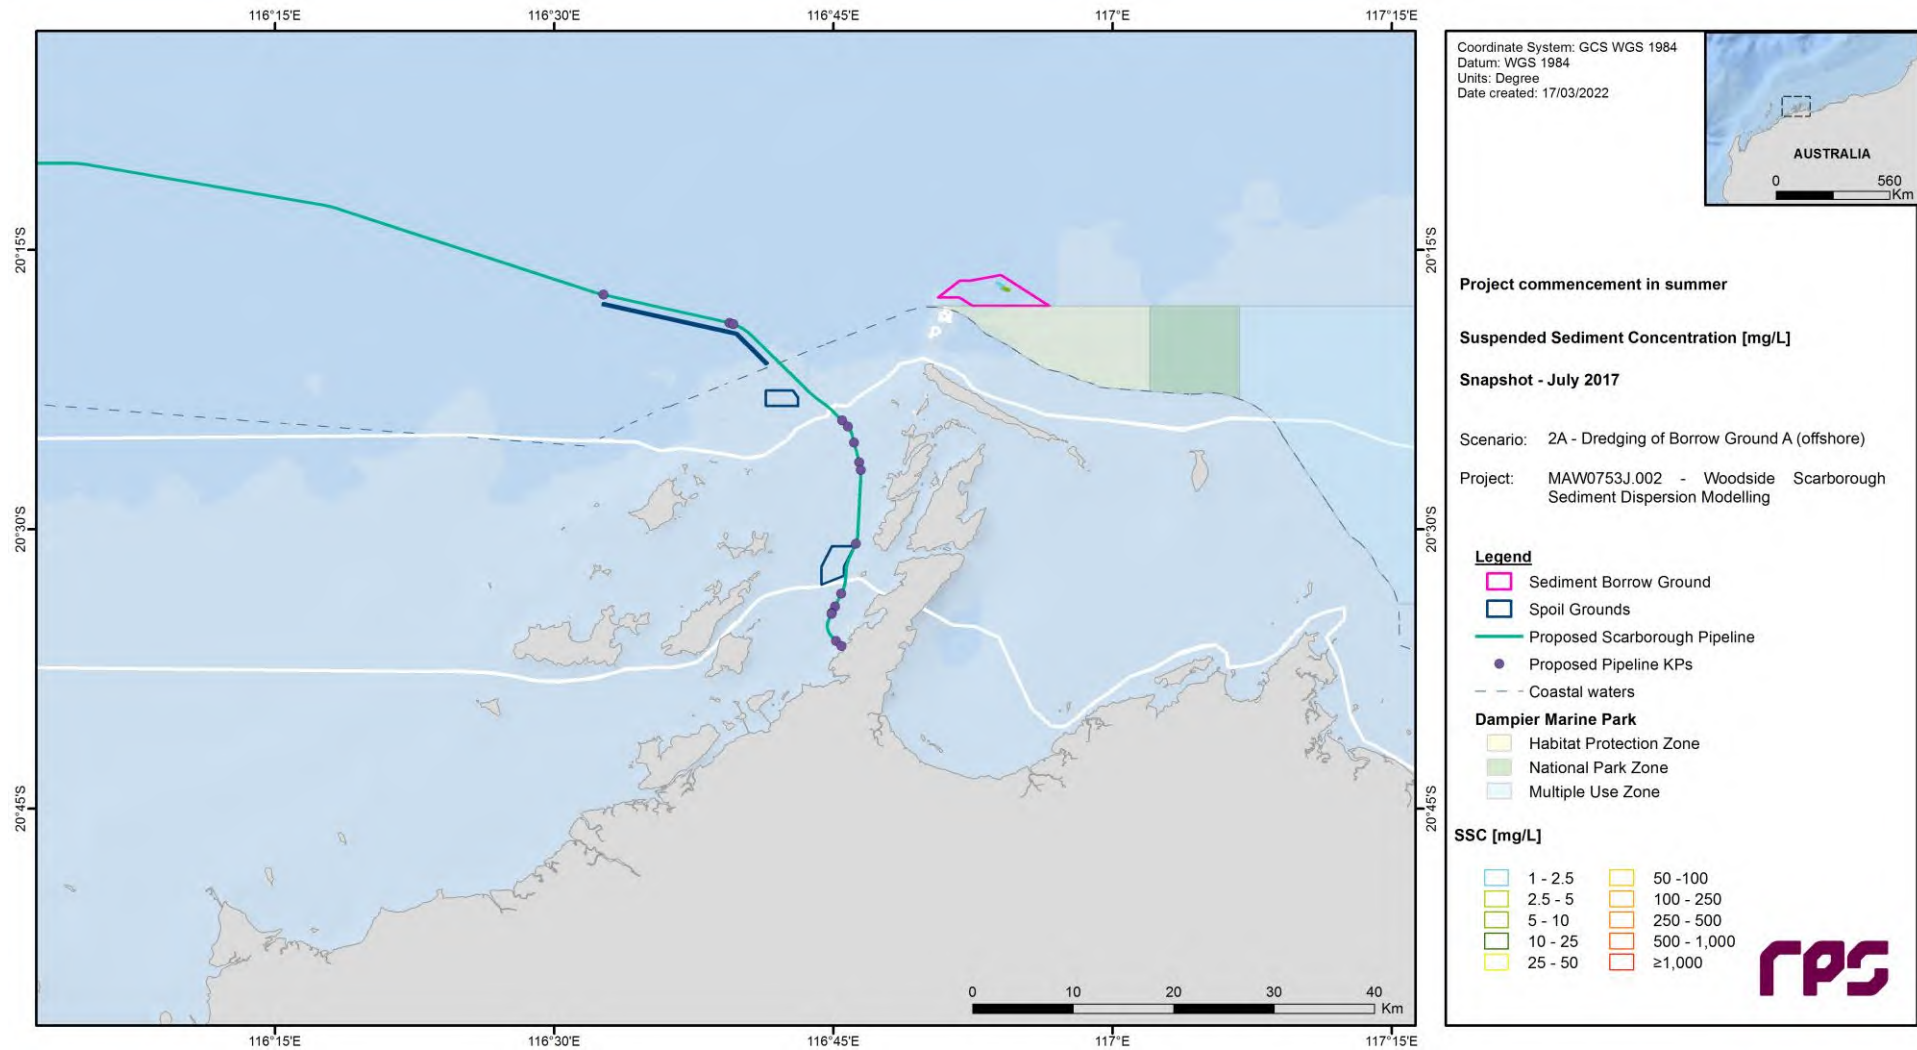 116°15'E 116°30'E 116°45'E 117°E 117°15'E
20°15'S 20°15'S
20°30'S 20°30'S
20°45'S 20°45'S
0 10 20 30 40
Km
116°15'E 116°30'E 116°45'E 117°E 117°15'E
Coordinate System: GCS WGS 1984
Datum: WGS 1984
Units: Degree
Date created: 17/03/2022
AUSTRALIA
0 560
Km
Project commencement in summer
Suspended Sediment Concentration [mg/L]
Snapshot - July 2017
Scenario: 2A - Dredging of Borrow Ground A (offshore)
Project: MAW0753J.002 - Woodside Scarborough
Sediment Dispersion Modelling
Legend
Sediment Borrow Ground
Spoil Grounds
Proposed Scarborough Pipeline
Proposed Pipeline KPs
Coastal waters
Dampier Marine Park
Habitat Protection Zone
National Park Zone
Multiple Use Zone
SSC [mg/L]
1 - 2.5 50 -100
2.5 - 5 100 - 250
5 - 10 250 - 500
10 - 25 500 - 1,000
25 - 50 ≥1,000
rps